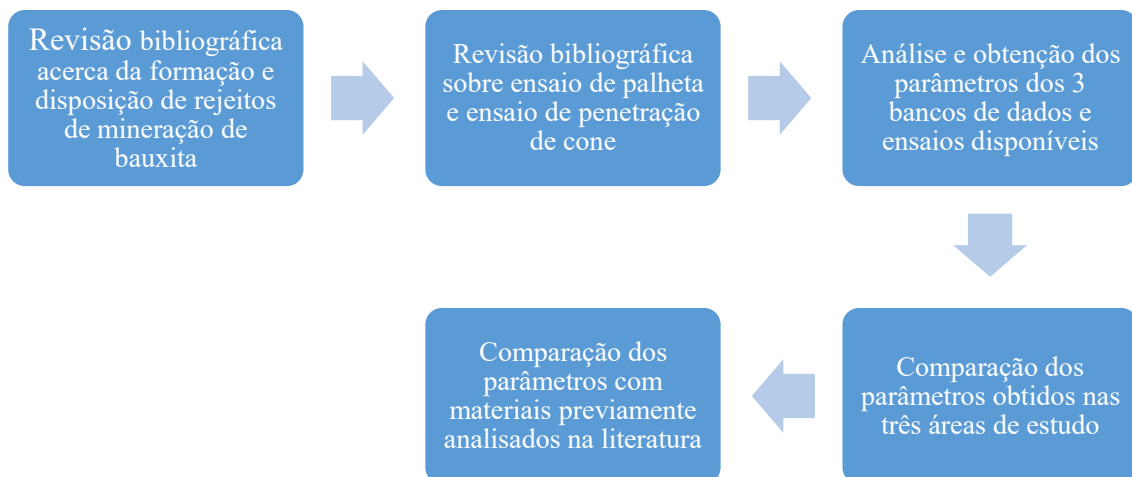 Revisão bibliográfica
acerca da formação e
disposição de rejeitos
de mineração de
bauxita
Revisão bibliográfica
sobre ensaio de palheta
e ensaio de penetração
de cone
Análise e obtenção dos
parâmetros dos 3
bancos de dados e
ensaios disponíveis
Comparação dos
parâmetros obtidos nas
três áreas de estudo
Comparação dos
parâmetros com
materiais previamente
analisados na literatura